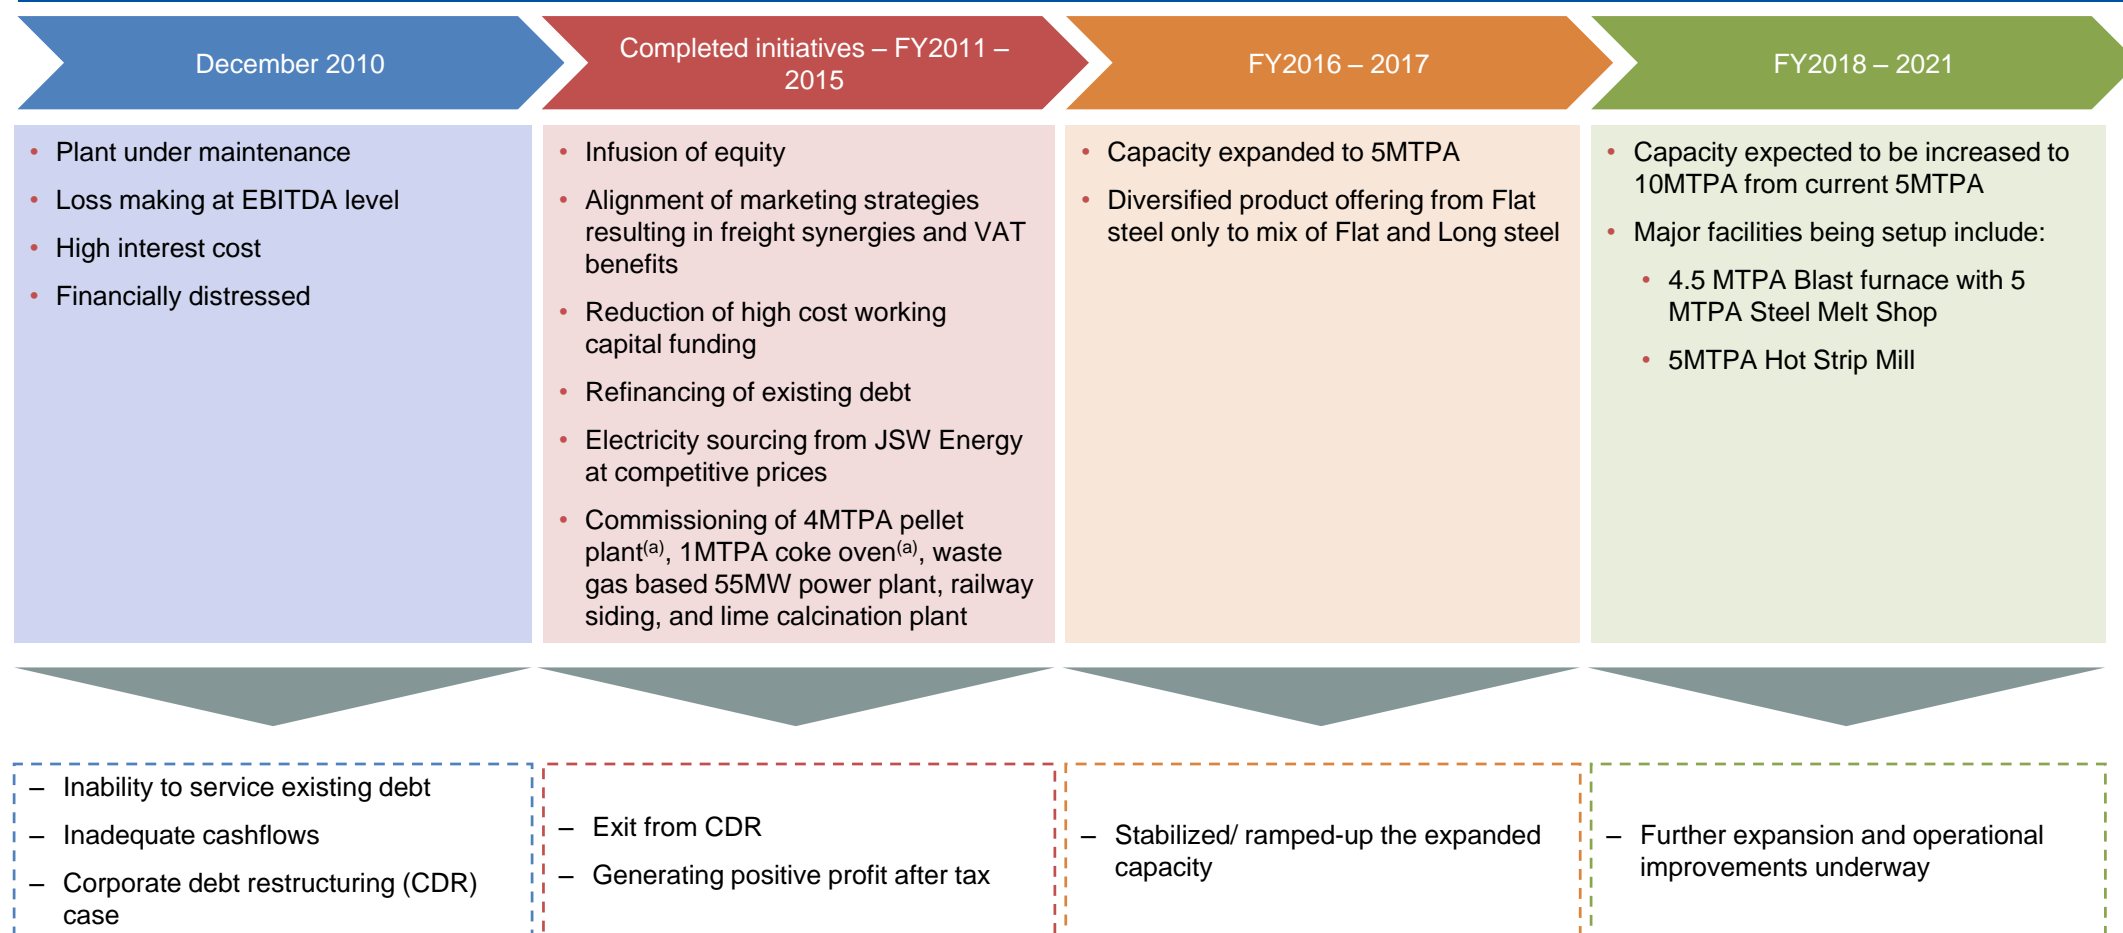 December 2010
Completed initiatives – FY2011 –
2015
FY2016 – 2017
FY2018 – 2021
• Plant under maintenance
• Loss making at EBITDA level
• High interest cost
• Financially distressed
• Infusion of equity
• Alignment of marketing strategies
resulting in freight synergies and VAT
benefits
• Reduction of high cost working
capital funding
• Refinancing of existing debt
• Electricity sourcing from JSW Energy
at competitive prices
• Commissioning of 4MTPA pellet
plant(a), 1MTPA coke oven(a), waste
gas based 55MW power plant, railway
siding, and lime calcination plant
• Capacity expanded to 5MTPA
• Diversified product offering from Flat
steel only to mix of Flat and Long steel
• Capacity expected to be increased to
10MTPA from current 5MTPA
• Major facilities being setup include:
• 4.5 MTPA Blast furnace with 5
MTPA Steel Melt Shop
• 5MTPA Hot Strip Mill
– Inability to service existing debt
– Inadequate cashflows
– Corporate debt restructuring (CDR)
case
– Exit from CDR
– Generating positive profit after tax
– Stabilized/ ramped-up the expanded
capacity
– Further expansion and operational
improvements underway